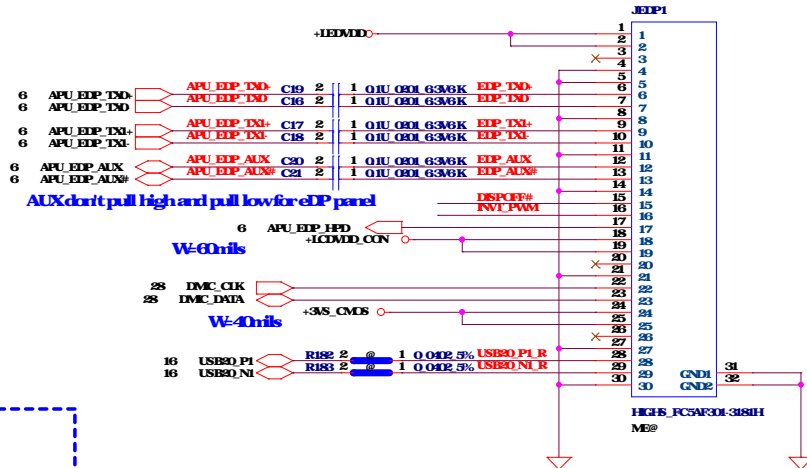 JEDP1
+LEDVDD 1 1
2 2
3 3
4 4
5 5
6 APU_EDP_TX0+ APU_EDP_TX0+ C19 2 1 0.1U_0201_6.3V6K EDP_TX0+ 6 6
6 APU_EDP_TX0- APU_EDP_TX0- C16 2 1 0.1U_0201_6.3V6K EDP_TX0- 7 7
8 8
6 APU_EDP_TX1+ APU_EDP_TX1+ C17 2 1 0.1U_0201_6.3V6K EDP_TX1+ 9 9
6 APU_EDP_TX1- APU_EDP_TX1- C18 2 1 0.1U_0201_6.3V6K EDP_TX1- 10 10
11 11
6 APU_EDP_AUX APU_EDP_AUX C20 2 1 0.1U_0201_6.3V6K EDP_AUX 12 12
6 APU_EDP_AUX# APU_EDP_AUX# C21 2 1 0.1U_0201_6.3V6K EDP_AUX# 13 13
14 14
AUX don't pull high and pull low for eDP panel
DISPOFF# 15 15
INVT_PWM 16 16
6 APU_EDP_HPD 17 17
+LCDVDD_CON 18 18
W=60mils
19 19
20 20
21 21
28 DMIC_CLK 22 22
28 DMIC_DATA 23 23
+3VS_CMOS 24 24
W=40mils
25 25
26 26
27 27
16 USB20_P1 R182 2 @ 1 0_0402_5% USB20_P1_R 28 28
16 USB20_N1 R183 2 @ 1 0_0402_5% USB20_N1_R 29 29
30 30
GND1 31
GND2 32
HIGHS_FC5AF301-3181H
ME@